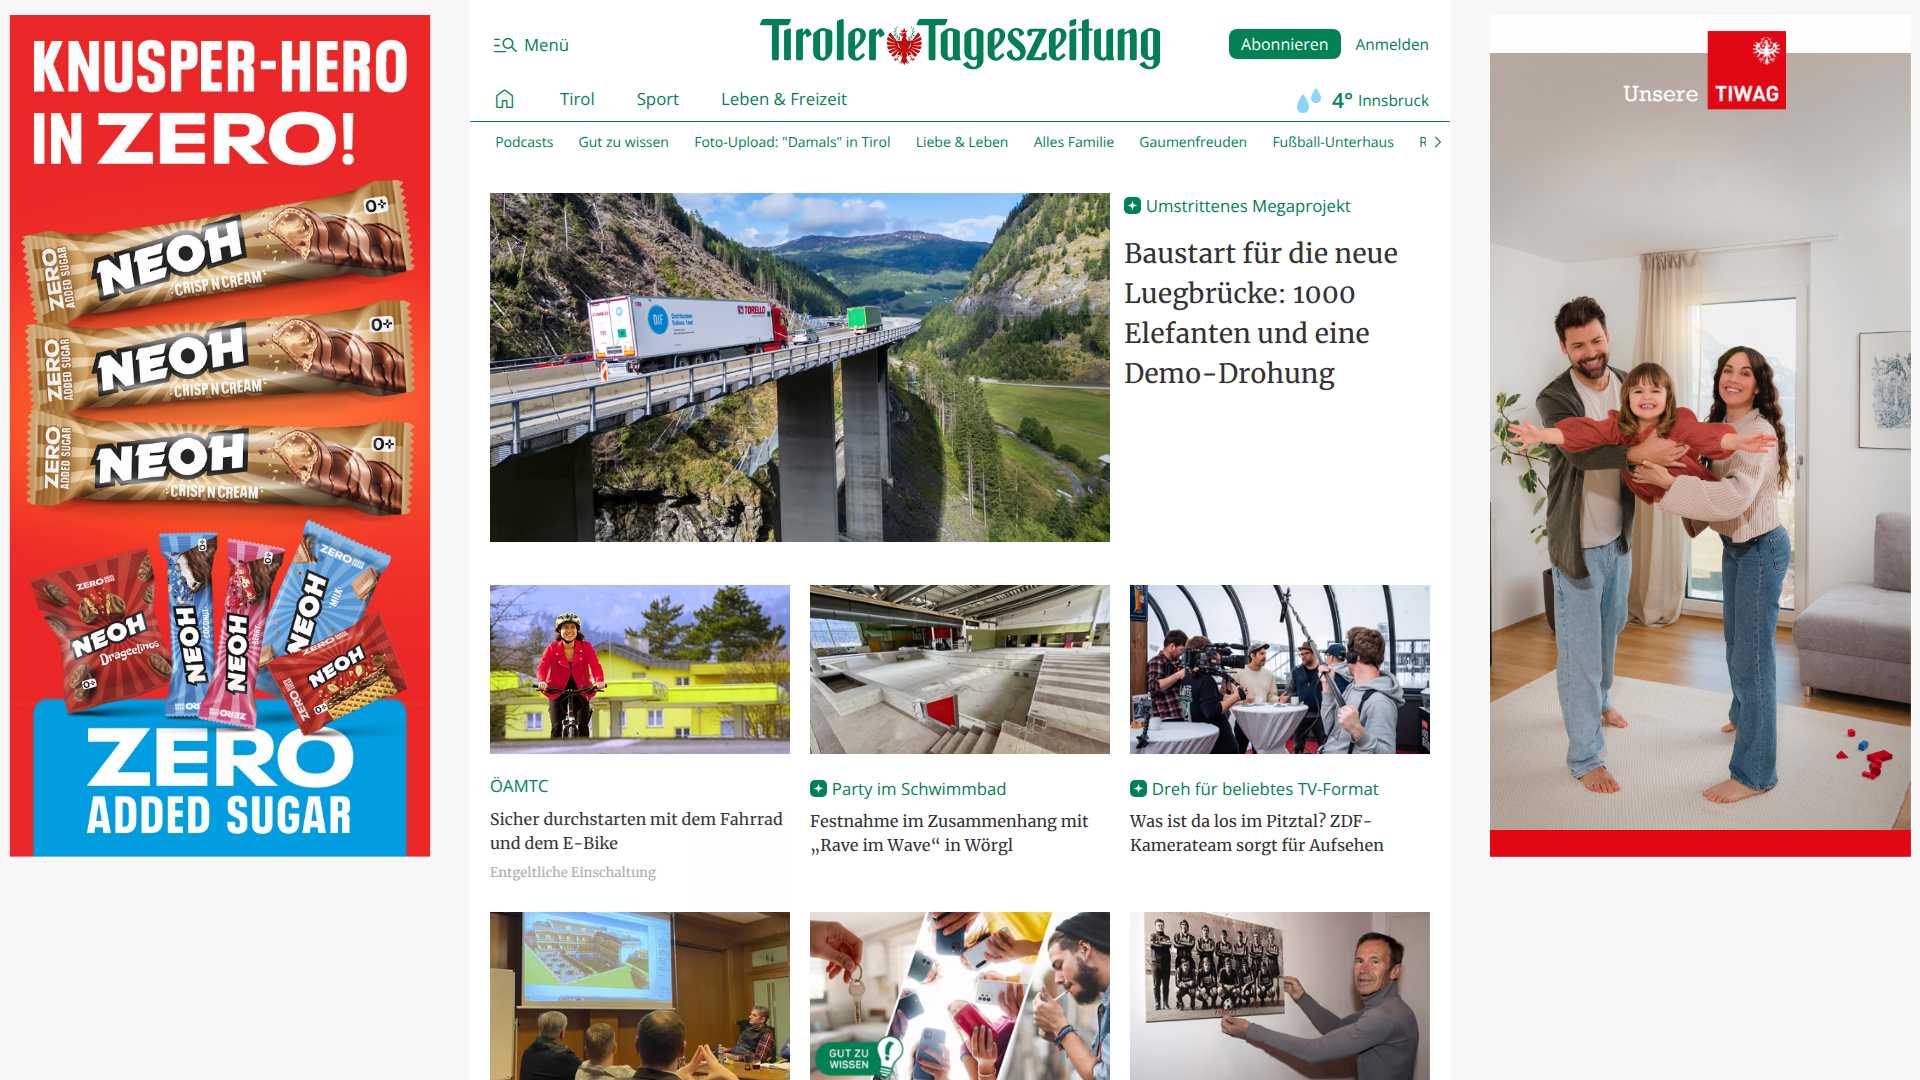 KNUSPER-HERO
IN ZERO!
ZERO
ADDED SUGAR
NEOH
CRISP N CREAM
0+
ZERO
ADDED SUGAR
NEOH
CRISP N CREAM
0+
ZERO
ADDED SUGAR
NEOH
CRISP N CREAM
0+
ZERO
NEOH
Drageelinos
NEOH
COCONUT
NEOH
ZERO
NEOH
MILK
ZERO
NEOH
ZERO
ADDED SUGAR
Menü
Tiroler Tageszeitung
Abonnieren
Anmelden
Tirol
Sport
Leben & Freizeit
4° Innsbruck
Podcasts
Gut zu wissen
Foto-Upload: "Damals" in Tirol
Liebe & Leben
Alles Familie
Gaumenfreuden
Fußball-Unterhaus
TORELLO
Umstrittenes Megaprojekt
Baustart für die neue
Luegbrücke: 1000
Elefanten und eine
Demo-Drohung
ÖAMTC
Sicher durchstarten mit dem Fahrrad
und dem E-Bike
Entgeltliche Einschaltung
Party im Schwimmbad
Festnahme im Zusammenhang mit
„Rave im Wave“ in Wörgl
Dreh für beliebtes TV-Format
Was ist da los im Pitztal? ZDF-
Kamerateam sorgt für Aufsehen
GUT ZU
WISSEN
Unsere TIWAG